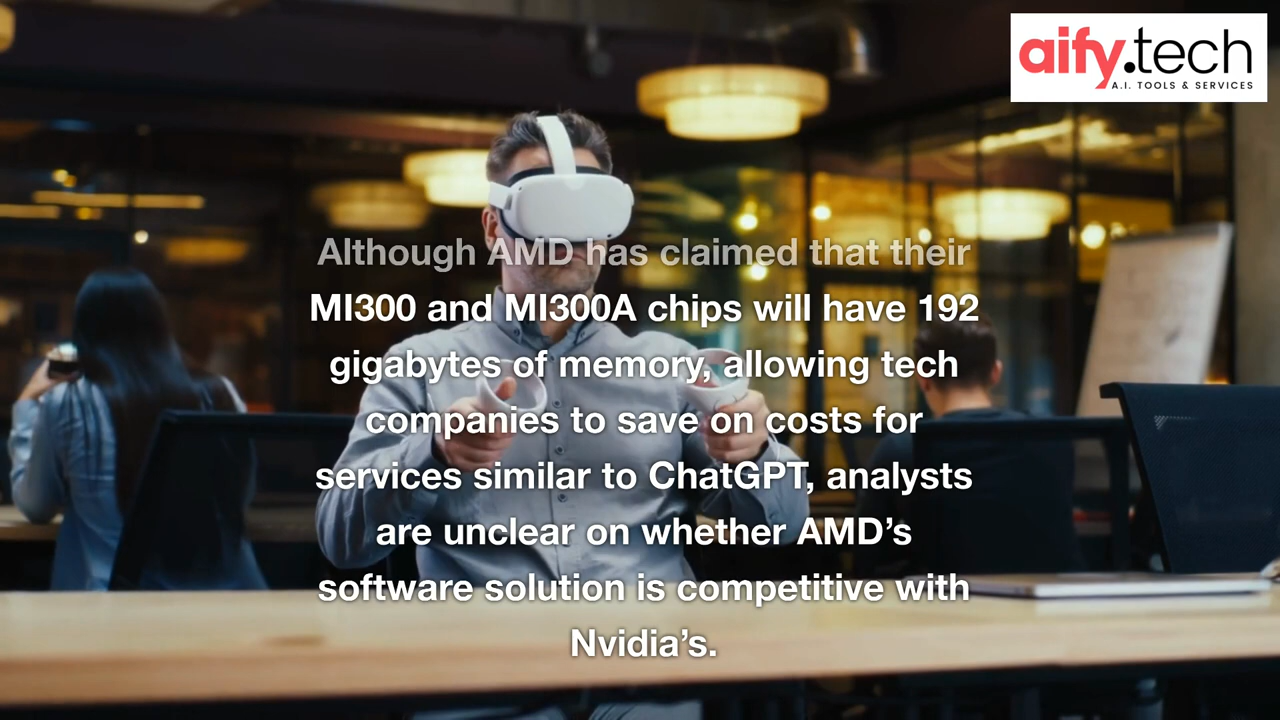 aify.tech
A.I. TOOLS & SERVICES
Although AMD has claimed that their
MI300 and MI300A chips will have 192
gigabytes of memory, allowing tech
companies to save on costs for
services similar to ChatGPT, analysts
are unclear on whether AMD’s
software solution is competitive with
Nvidia’s.